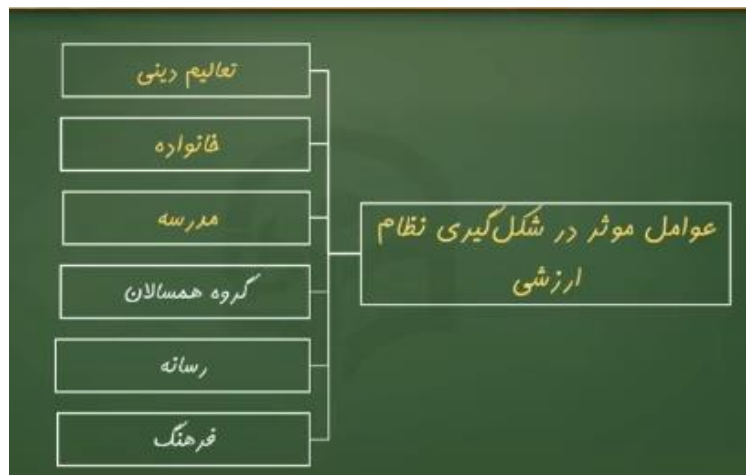 عوامل موثر در شکل‌گیری نظام
ارزشی
تعالیم دینی
خانواده
مدرسه
گروه همسالان
رسانه
فرهنگ